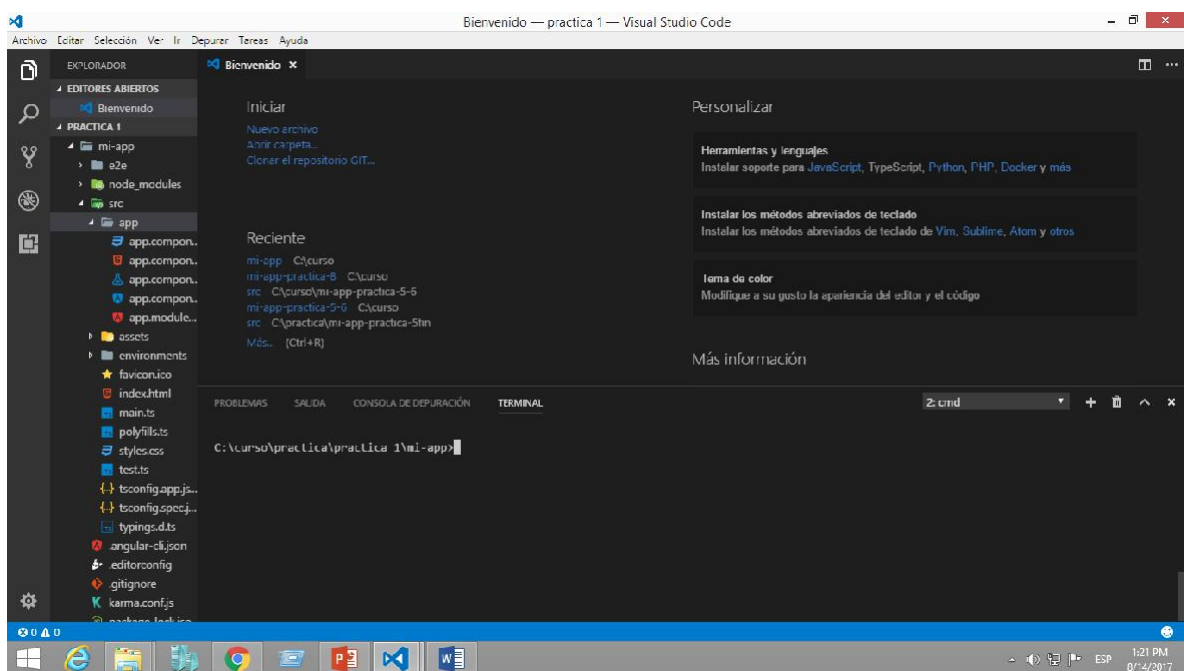 Bienvenido — practica 1 — Visual Studio Code
Archivo Editar Selección Ver Ir Depurar Tareas Ayuda
EXPLORADOR
EDITORES ABIERTOS
Bienvenido
PRACTICA 1
mi-app
e2e
node_modules
src
app
app.compon..
app.compon..
app.compon..
app.compon..
app.module...
assets
environments
favicon.ico
index.html
main.ts
polyfills.ts
styles.css
test.ts
tsconfig.app.js...
tsconfig.spec.j...
typings.d.ts
.angular-cli.json
.editorconfig
.gitignore
karma.conf.js
Bienvenido
Iniciar
Nuevo archivo
Abrir carpeta...
Clonar el repositorio GIT...
Reciente
mi-app C:\curso
mi-app-practica-8 C:\curso
src C:\curso\mi-app-practica-5-6
mi-app-practica-5-6 C:\curso
src C:\practica\mi-app-practica-5fin
Más... (Ctrl+R)
Personalizar
Herramientas y lenguajes
Instalar soporte para JavaScript, TypeScript, Python, PHP, Docker y más
Instalar los métodos abreviados de teclado
Instalar los métodos abreviados de teclado de Vim, Sublime, Atom y otros
Tema de color
Modifique a su gusto la apariencia del editor y el código
Más información
PROBLEMAS SALIDA CONSOLA DE DEPURACIÓN TERMINAL
2: cmd
C:\curso\practica\practica 1\mi-app>
0 0
ESP
1:21 PM
8/14/2017